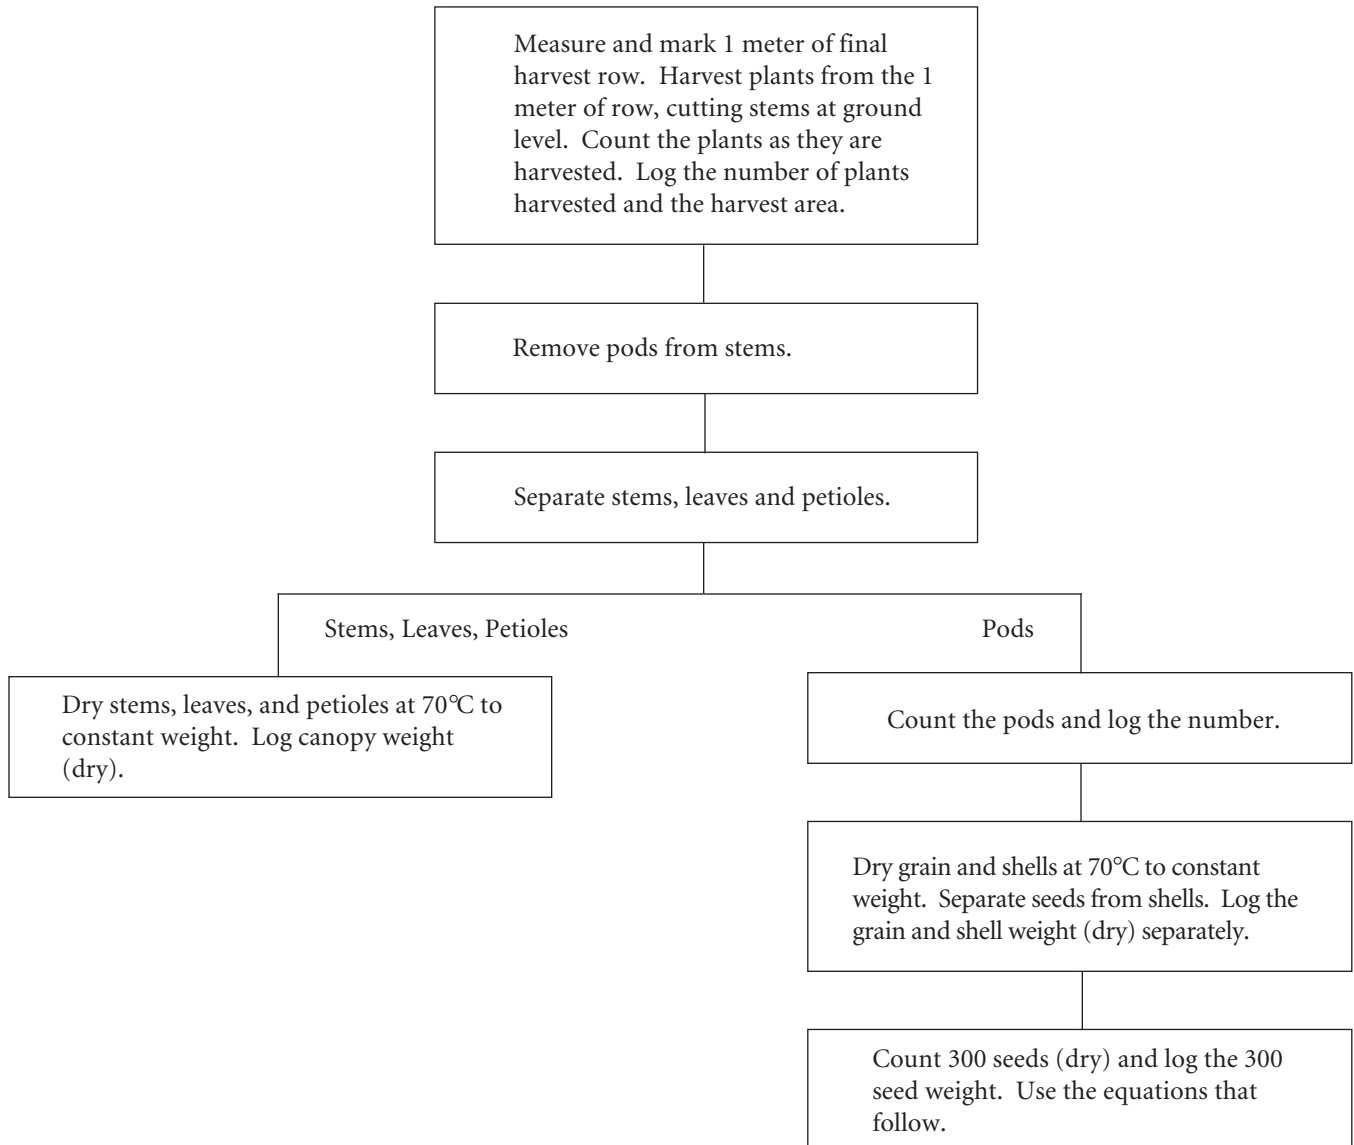 Measure and mark 1 meter of final
harvest row.  Harvest plants from the 1
meter of row, cutting stems at ground
level.  Count the plants as they are
harvested.  Log the number of plants
harvested and the harvest area.
Remove pods from stems.
Separate stems, leaves and petioles.
Stems, Leaves, Petioles
Pods
Dry stems, leaves, and petioles at 70°C to
constant weight.  Log canopy weight
(dry).
Count the pods and log the number.
Dry grain and shells at 70°C to constant
weight.  Separate seeds from shells.  Log the
grain and shell weight (dry) separately.
Count 300 seeds (dry) and log the 300
seed weight.  Use the equations that
follow.